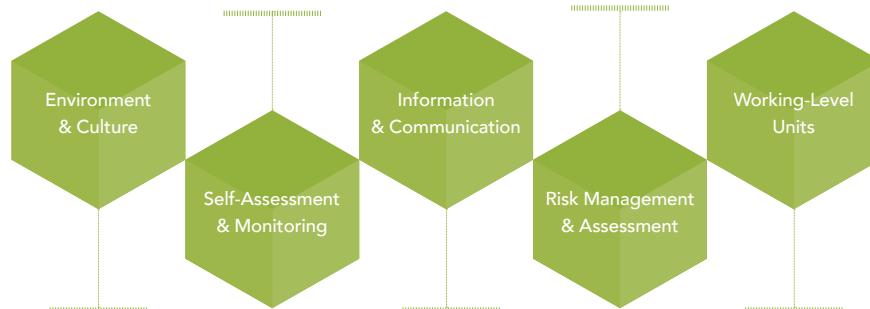 Environment
& Culture
Self-Assessment
& Monitoring
Information
& Communication
Risk Management
& Assessment
Working-Level
Units